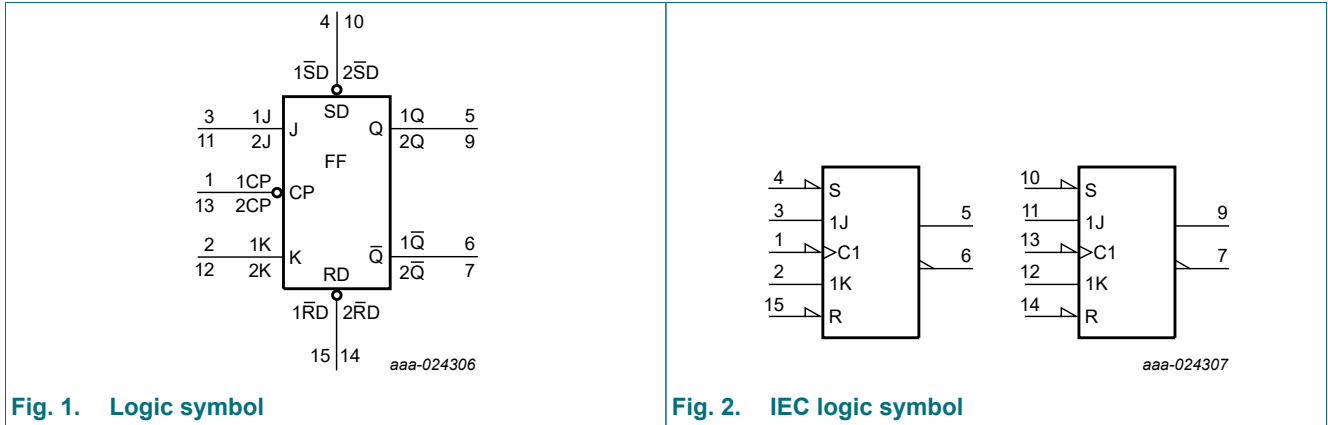 4 10
1S̅D 2S̅D
SD
3 1J J Q 1Q 5
11 2J 2Q 9
FF
1 1CP CP
13 2CP
2 1K K Q̅ 1Q̅ 6
12 2K 2Q̅ 7
RD
1R̅D 2R̅D
15 14
aaa-024306
Fig. 1. Logic symbol
4 S
3 1J 5
1 C1 6
2 1K
15 R
10 S
11 1J 9
13 C1 7
12 1K
14 R
aaa-024307
Fig. 2. IEC logic symbol